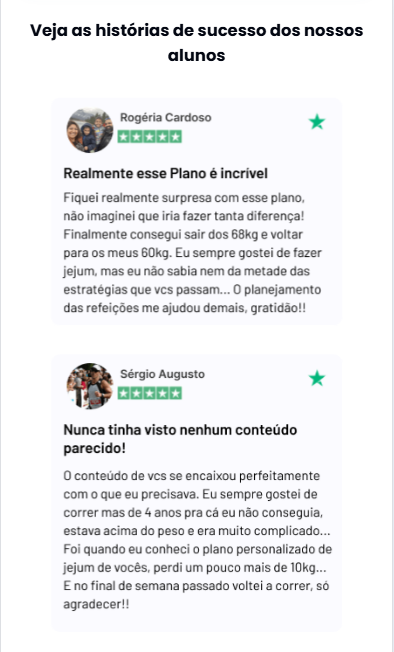 Veja as histórias de sucesso dos nossos
alunos
Rogéria Cardoso
Realmente esse Plano é incrível
Fiquei realmente surpresa com esse plano,
não imaginei que iria fazer tanta diferença!
Finalmente consegui sair dos 68kg e voltar
para os meus 60kg. Eu sempre gostei de fazer
jejum, mas eu não sabia nem da metade das
estratégias que vcs passam... O planejamento
das refeições me ajudou demais, gratidão!!
Sérgio Augusto
Nunca tinha visto nenhum conteúdo
parecido!
O conteúdo de vcs se encaixou perfeitamente
com o que eu precisava. Eu sempre gostei de
correr mas de 4 anos pra cá eu não conseguia,
estava acima do peso e era muito complicado...
Foi quando eu conheci o plano personalizado de
jejum de vocês, perdi um pouco mais de 10kg...
E no final de semana passado voltei a correr, só
agradecer!!